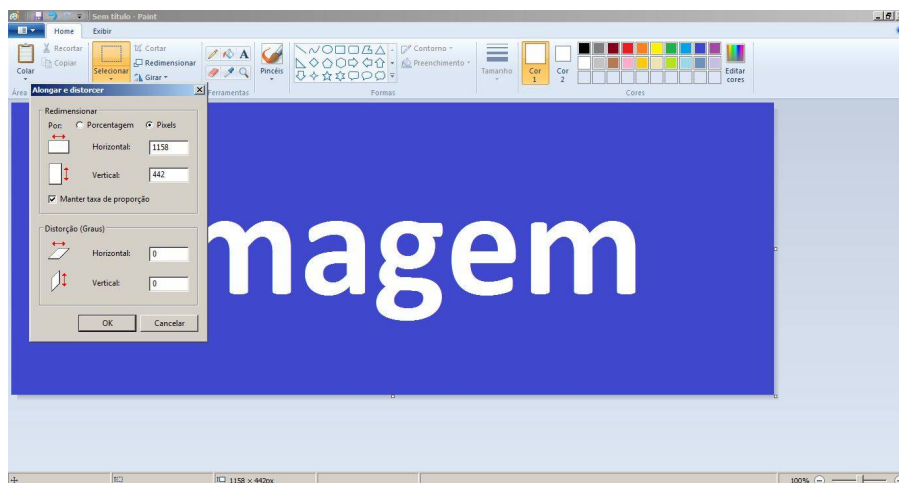 Sem título - Paint
Home Exibir
Colar
Recortar
Copiar
Selecionar
Cortar
Redimensionar
Girar
A
Ferramentas
Pincéis
Contorno
Preenchimento
Formas
Tamanho
Cor 1
Cor 2
Editar cores
Cores
Área
Alongar e distorcer
Redimensionar
Por: Porcentagem Pixels
Horizontal: 1158
Vertical: 442
Manter taxa de proporção
Distorção (Graus)
Horizontal: 0
Vertical: 0
OK Cancelar
magem
1158 × 442px
100%